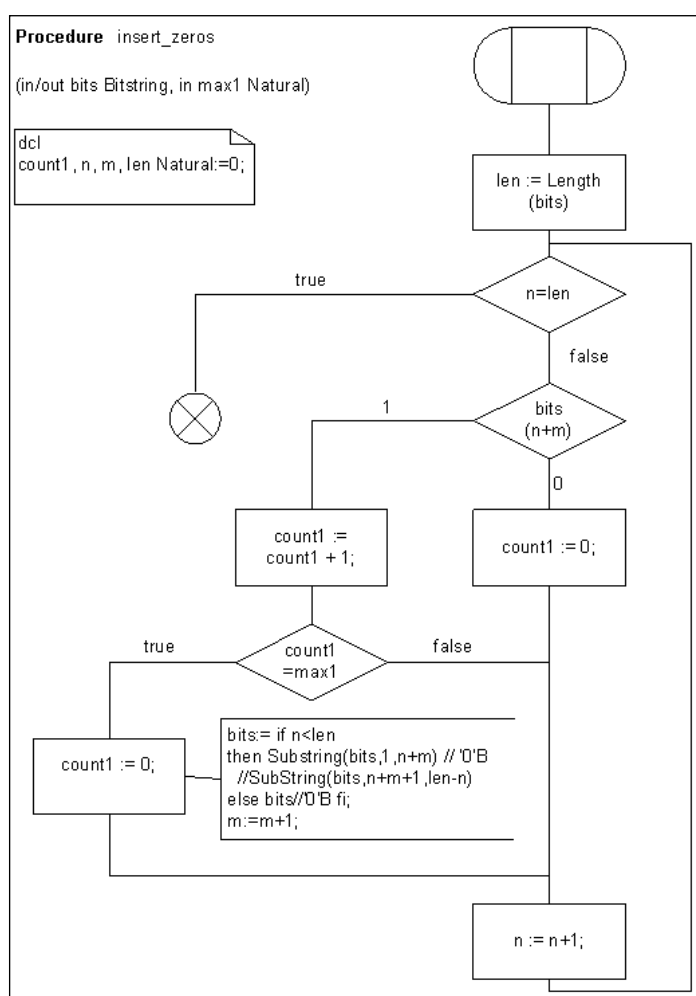 Procedure insert_zeros
(in/out bits Bitstring, in max1 Natural)
dcl
count1, n, m, len Natural:=0;
len := Length
(bits)
true
n=len
false
1
bits
(n+m)
0
count1 :=
count1 + 1;
count1 := 0;
true
count1
=max1
false
count1 := 0;
bits:= if n<len
then Substring(bits,1,n+m) // '0'B
//SubString(bits,n+m+1,len-n)
else bits//'0'B fi;
m:=m+1;
n := n+1;